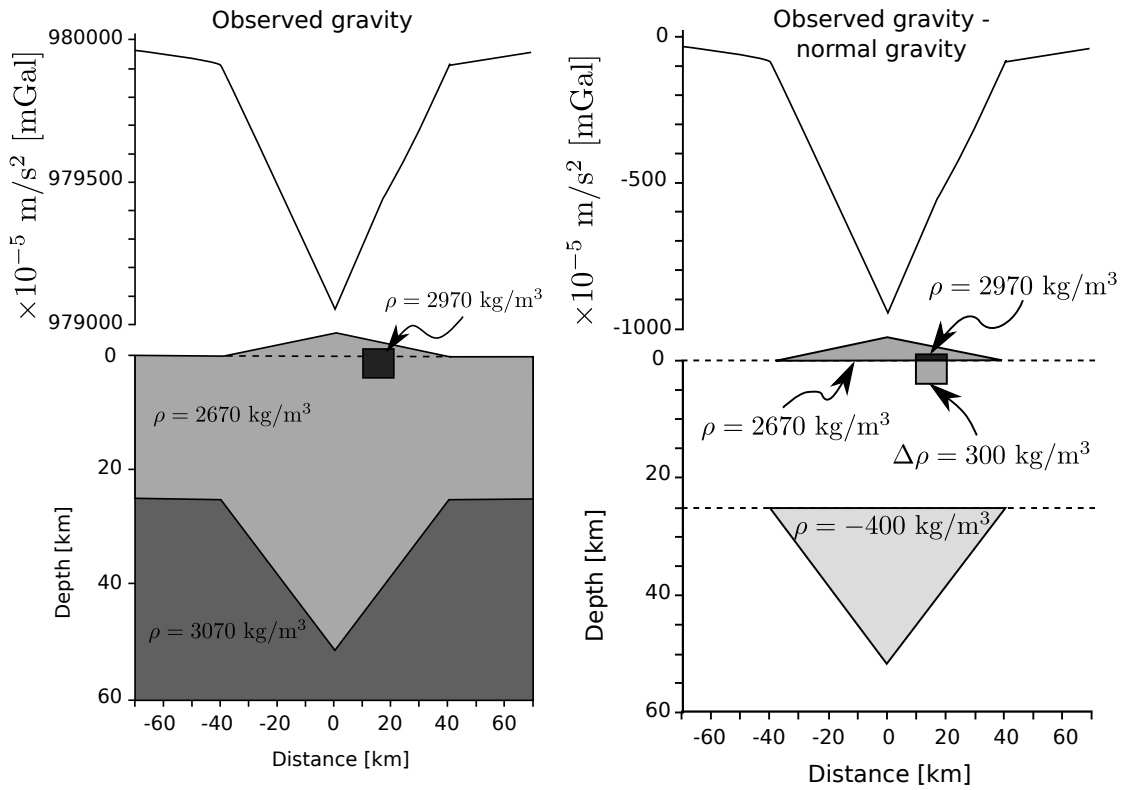 Observed gravity
980000
979500
979000
×10⁻⁵ m/s² [mGal]
ρ = 2970 kg/m³
0
20
40
60
Depth [km]
ρ = 2670 kg/m³
ρ = 3070 kg/m³
-60 -40 -20 0 20 40 60
Distance [km]
Observed gravity -
normal gravity
0
-500
-1000
×10⁻⁵ m/s² [mGal]
ρ = 2970 kg/m³
0
20
40
60
Depth [km]
ρ = 2670 kg/m³
Δρ = 300 kg/m³
ρ = −400 kg/m³
-60 -40 -20 0 20 40 60
Distance [km]